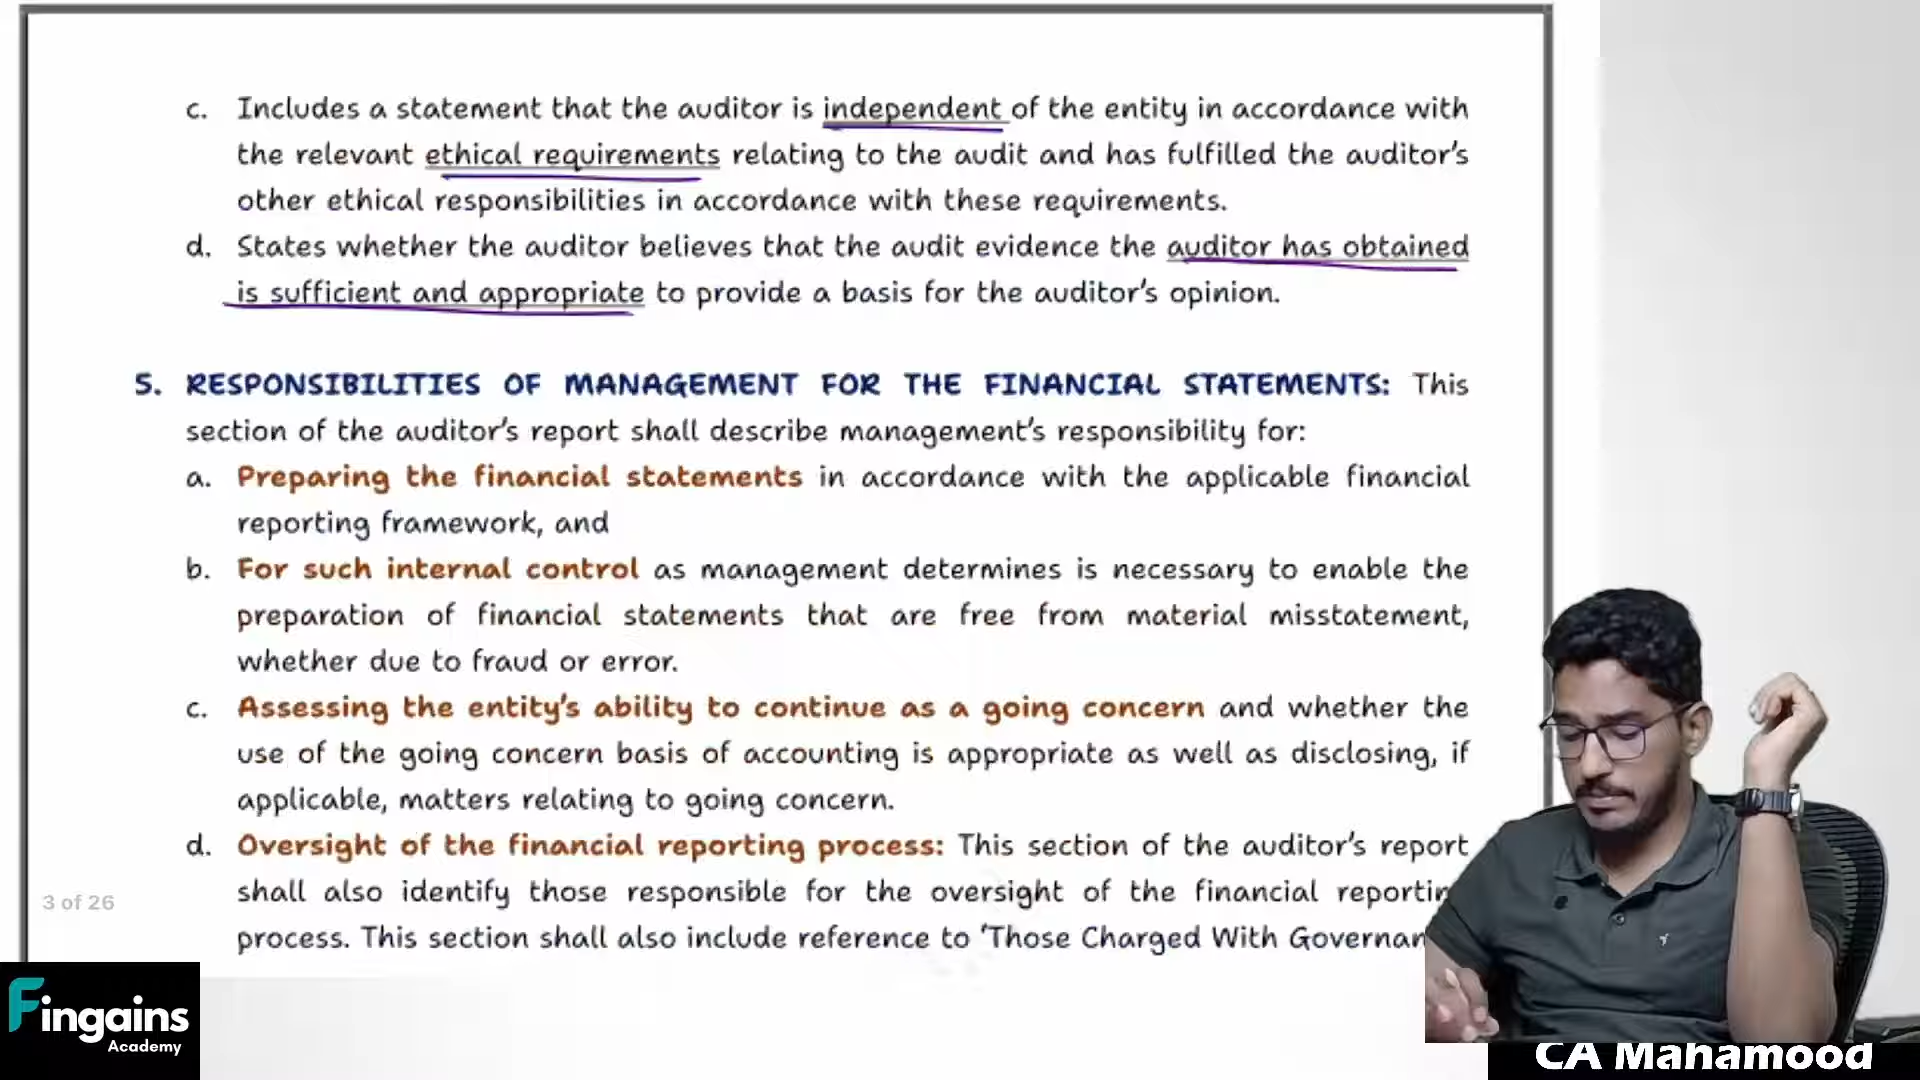 c. Includes a statement that the auditor is independent of the entity in accordance with
the relevant ethical requirements relating to the audit and has fulfilled the auditor's
other ethical responsibilities in accordance with these requirements.
d. States whether the auditor believes that the audit evidence the auditor has obtained
is sufficient and appropriate to provide a basis for the auditor's opinion.
5. RESPONSIBILITIES OF MANAGEMENT FOR THE FINANCIAL STATEMENTS: This
section of the auditor's report shall describe management's responsibility for:
a. Preparing the financial statements in accordance with the applicable financial
reporting framework, and
b. For such internal control as management determines is necessary to enable the
preparation of financial statements that are free from material misstatement,
whether due to fraud or error.
c. Assessing the entity's ability to continue as a going concern and whether the
use of the going concern basis of accounting is appropriate as well as disclosing, if
applicable, matters relating to going concern.
d. Oversight of the financial reporting process: This section of the auditor's report
shall also identify those responsible for the oversight of the financial
process. This section shall also include reference to 'Those Charged With
3 of 26
Fingains
Academy
CA Mahamood